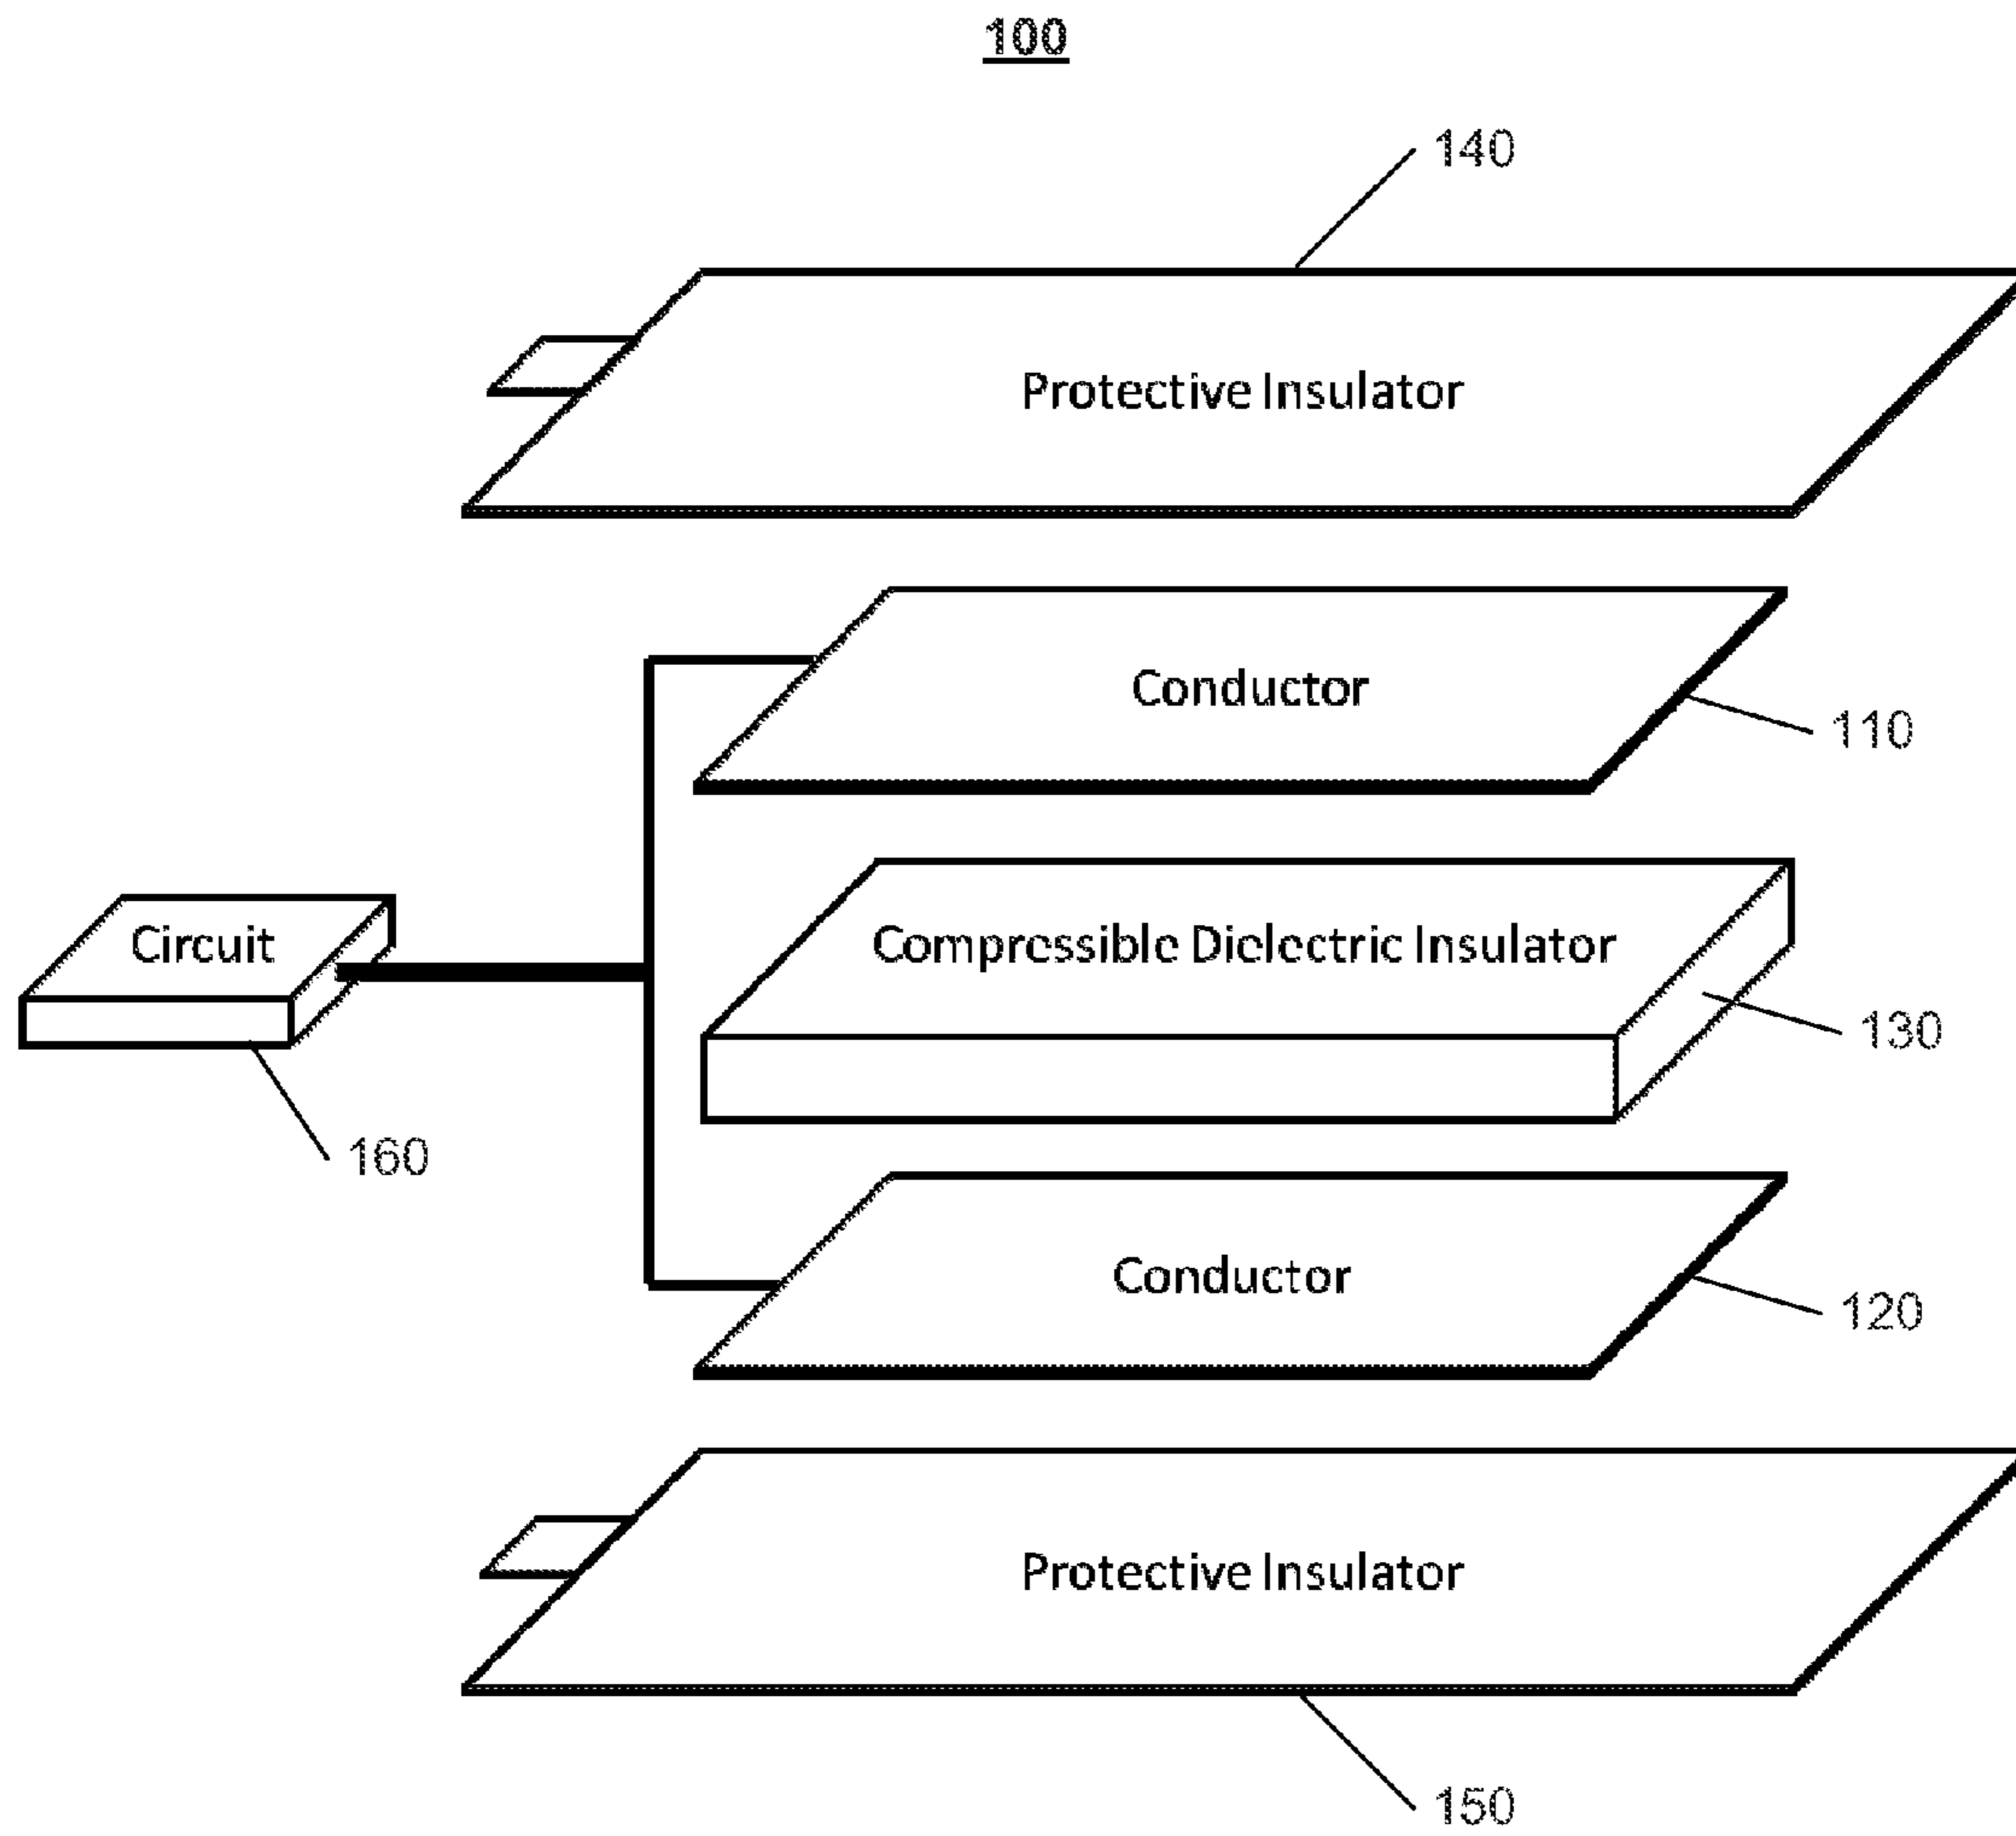 100
140
Protective Insulator
Conductor
110
Circuit
Compressible Dielectric Insulator
130
160
Conductor
120
Protective Insulator
150